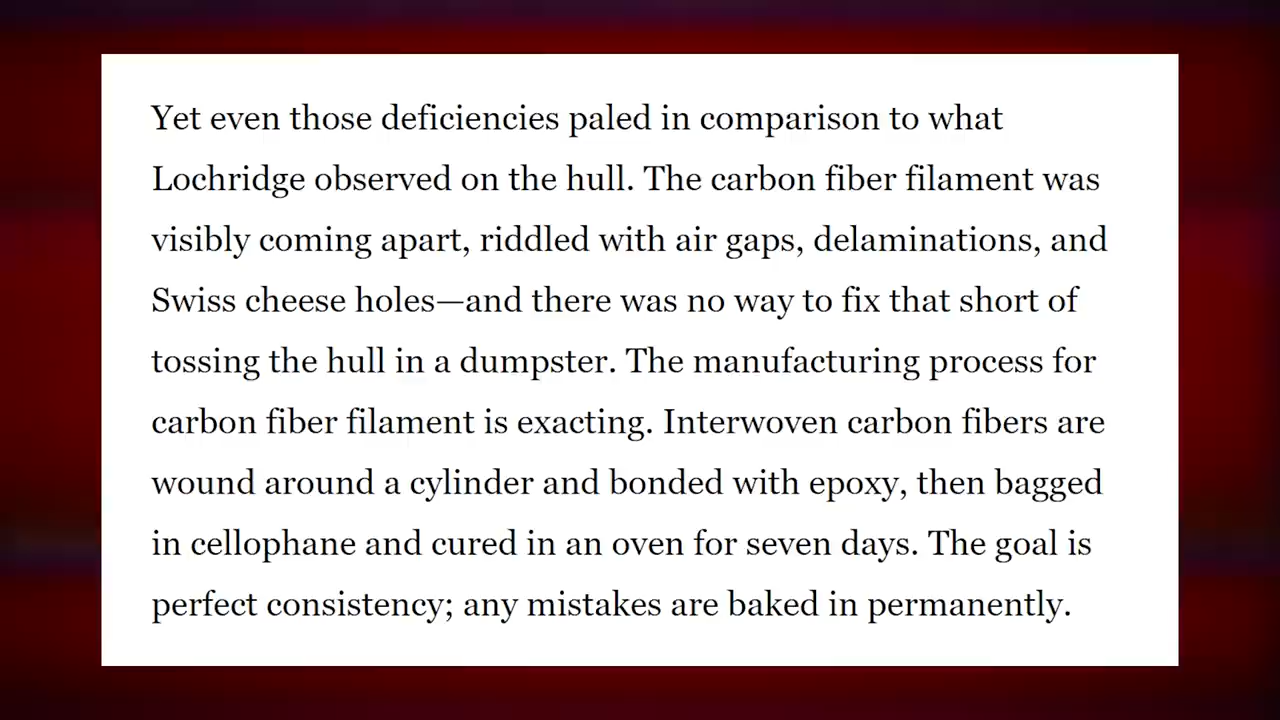 Yet even those deficiencies paled in comparison to what
Lochridge observed on the hull. The carbon fiber filament was
visibly coming apart, riddled with air gaps, delaminations, and
Swiss cheese holes—and there was no way to fix that short of
tossing the hull in a dumpster. The manufacturing process for
carbon fiber filament is exacting. Interwoven carbon fibers are
wound around a cylinder and bonded with epoxy, then bagged
in cellophane and cured in an oven for seven days. The goal is
perfect consistency; any mistakes are baked in permanently.